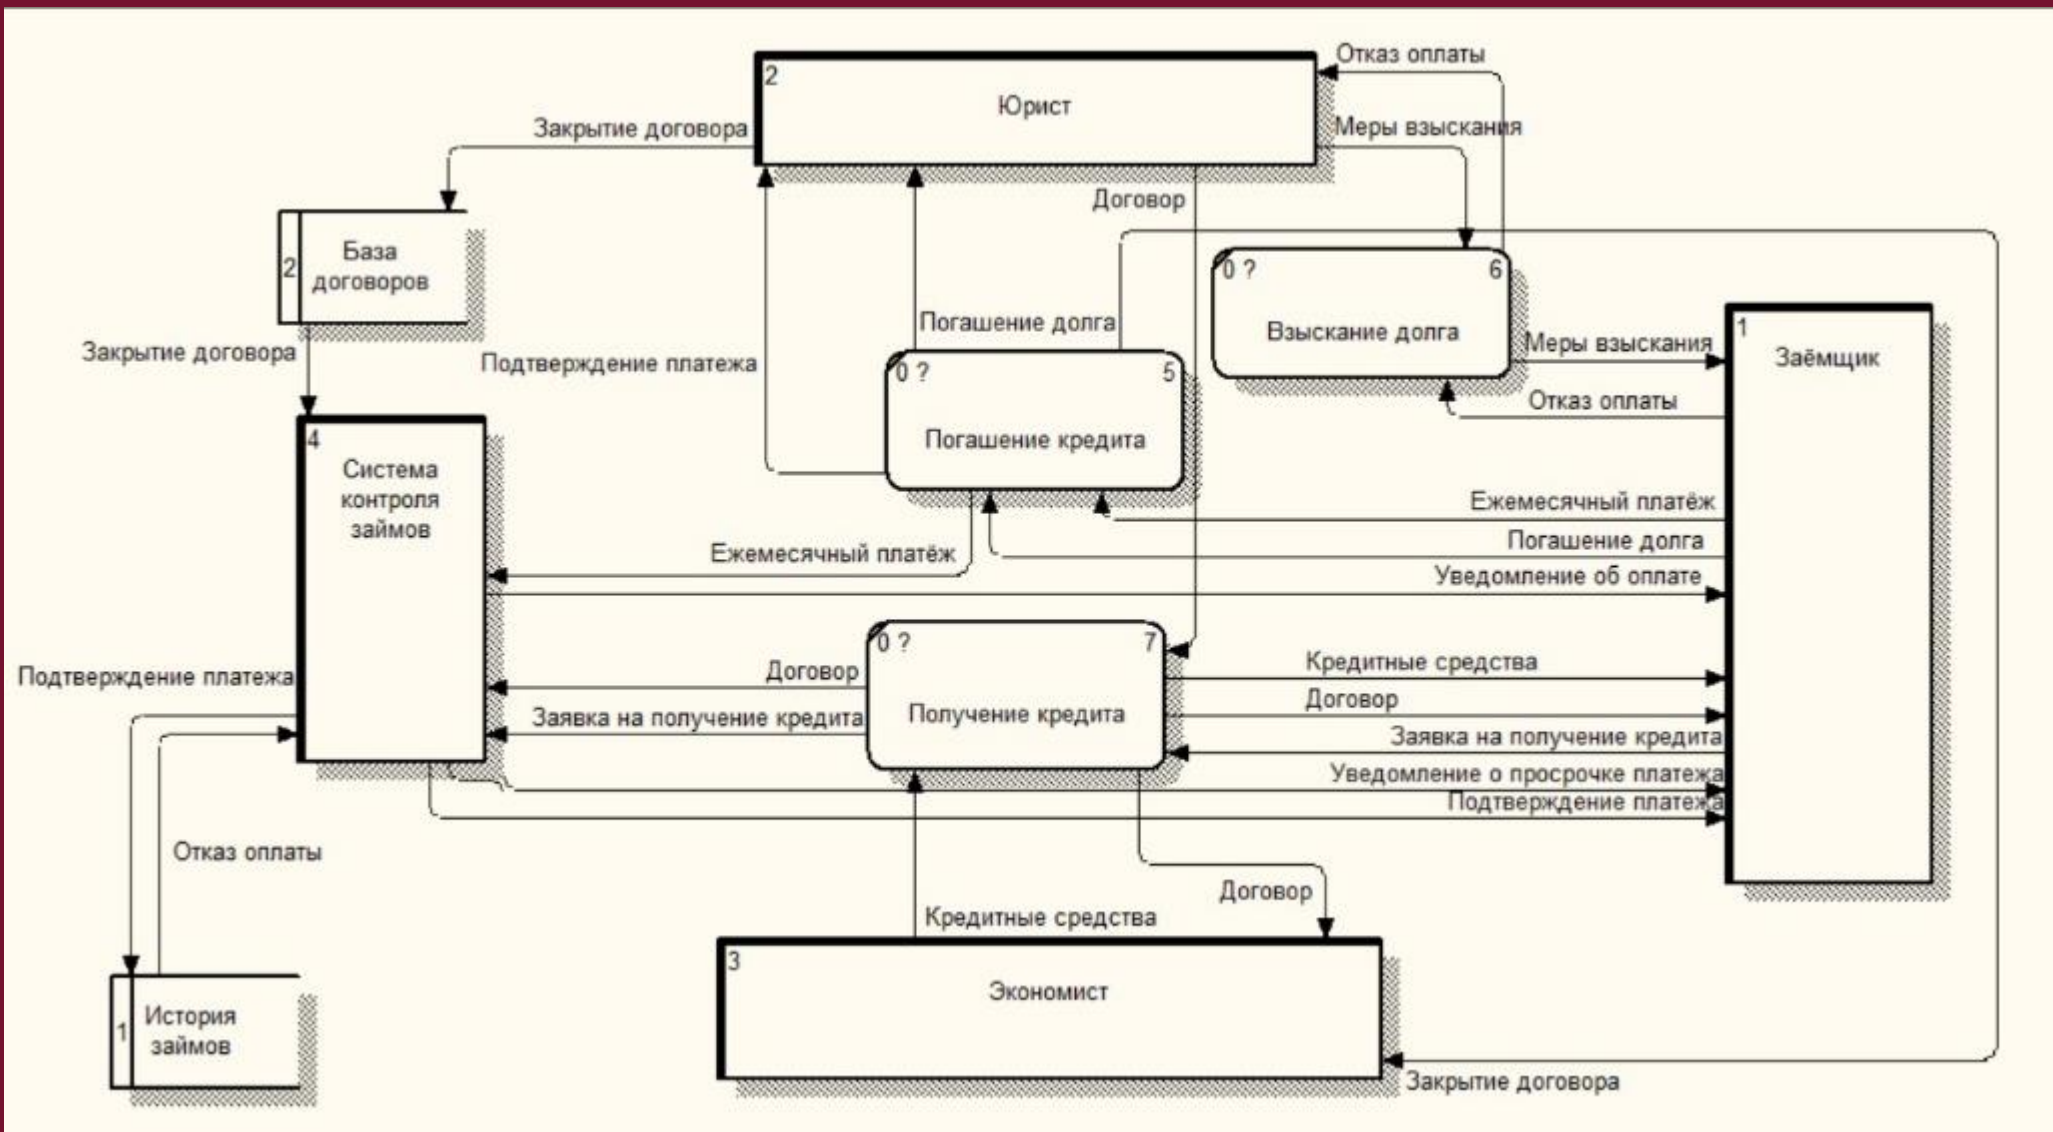 Отказ оплаты
2
Юрист
Закрытие договора
Меры взыскания
Договор
2
База
договоров
0 ?
6
Взыскание долга
Погашение долга
1
Заёмщик
Меры взыскания
Закрытие договора
Подтверждение платежа
0 ?
5
Погашение кредита
Отказ оплаты
4
Система
контроля
займов
Ежемесячный платёж
Погашение долга
Ежемесячный платёж
Уведомление об оплате
0 ?
7
Получение кредита
Подтверждение платежа
Договор
Кредитные средства
Договор
Заявка на получение кредита
Заявка на получение кредита
Уведомление о просрочке платежа
Подтверждение платежа
Отказ оплаты
Договор
Кредитные средства
3
Экономист
1
История
займов
Закрытие договора